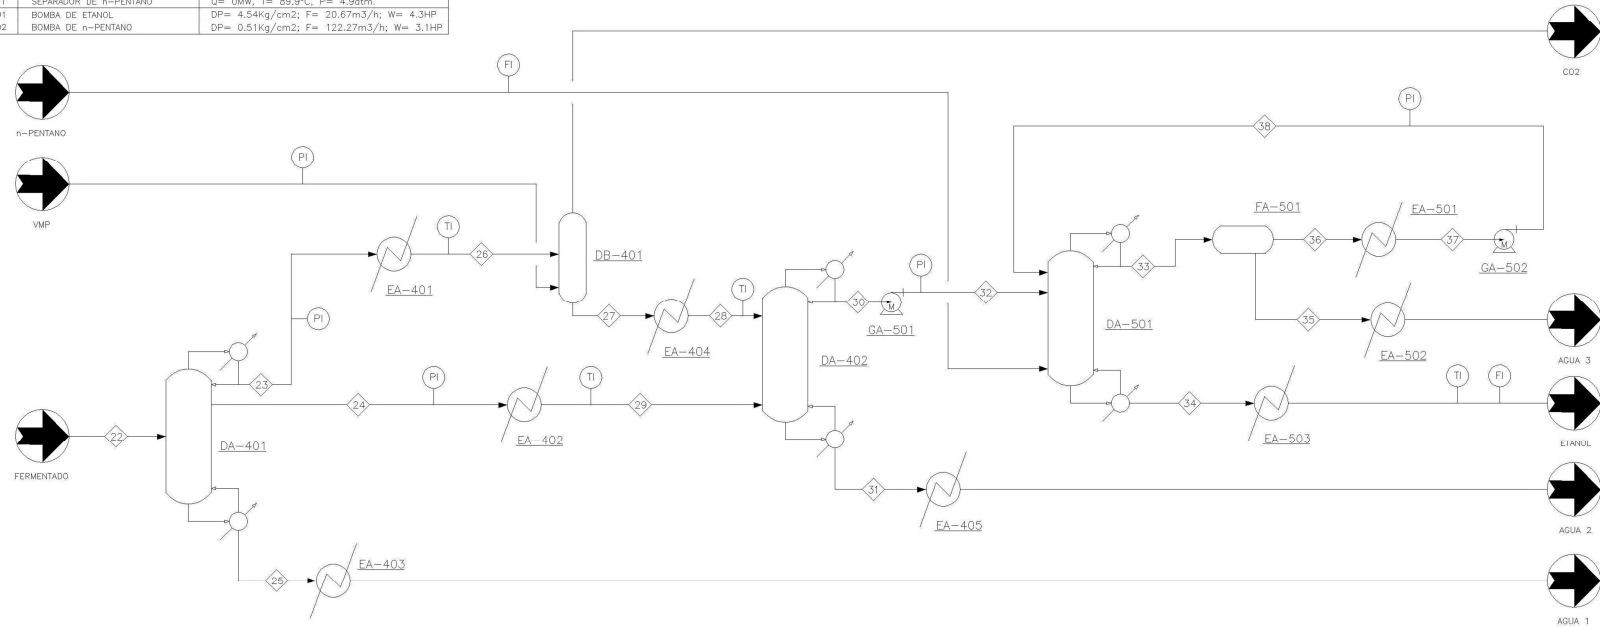 SEPARADOR DE n-PENTANO Q= 0MW, T= 89.9°C, P= 4.9atm.
01 BOMBA DE ETANOL DP= 4.54Kg/cm2; F= 20.67m3/h; W= 4.3HP
02 BOMBA DE n-PENTANO DP= 0.51Kg/cm2; F= 122.27m3/h; W= 3.1HP
CO2
FI
n-PENTANO
PI
38
PI
VMP
FA-501
EA-501
TI
26
DB-401
33
36
37
M
GA-502
EA-401
PI
TI
30
M
GA-501
PI
32
DA-501
27
28
EA-404
PI
DA-402
35
EA-502
AGUA 3
23
24
PI
EA-402
TI
29
34
EA-503
TI
FI
ETANOL
22
DA-401
FERMENTADO
31
EA-405
AGUA 2
25
EA-403
AGUA 1